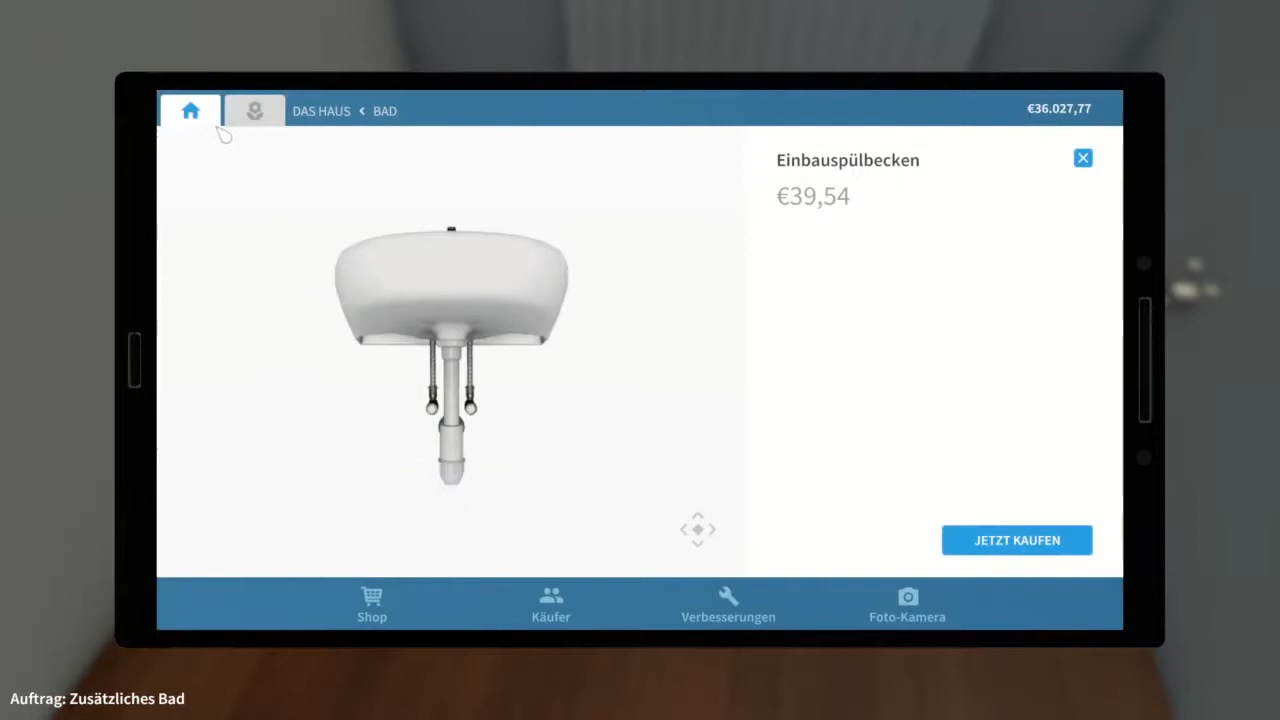 DAS HAUS < BAD
€36.027,77
Einbauspülbecken
€39,54
JETZT KAUFEN
Shop
Käufer
Verbesserungen
Foto-Kamera
Auftrag: Zusätzliches Bad